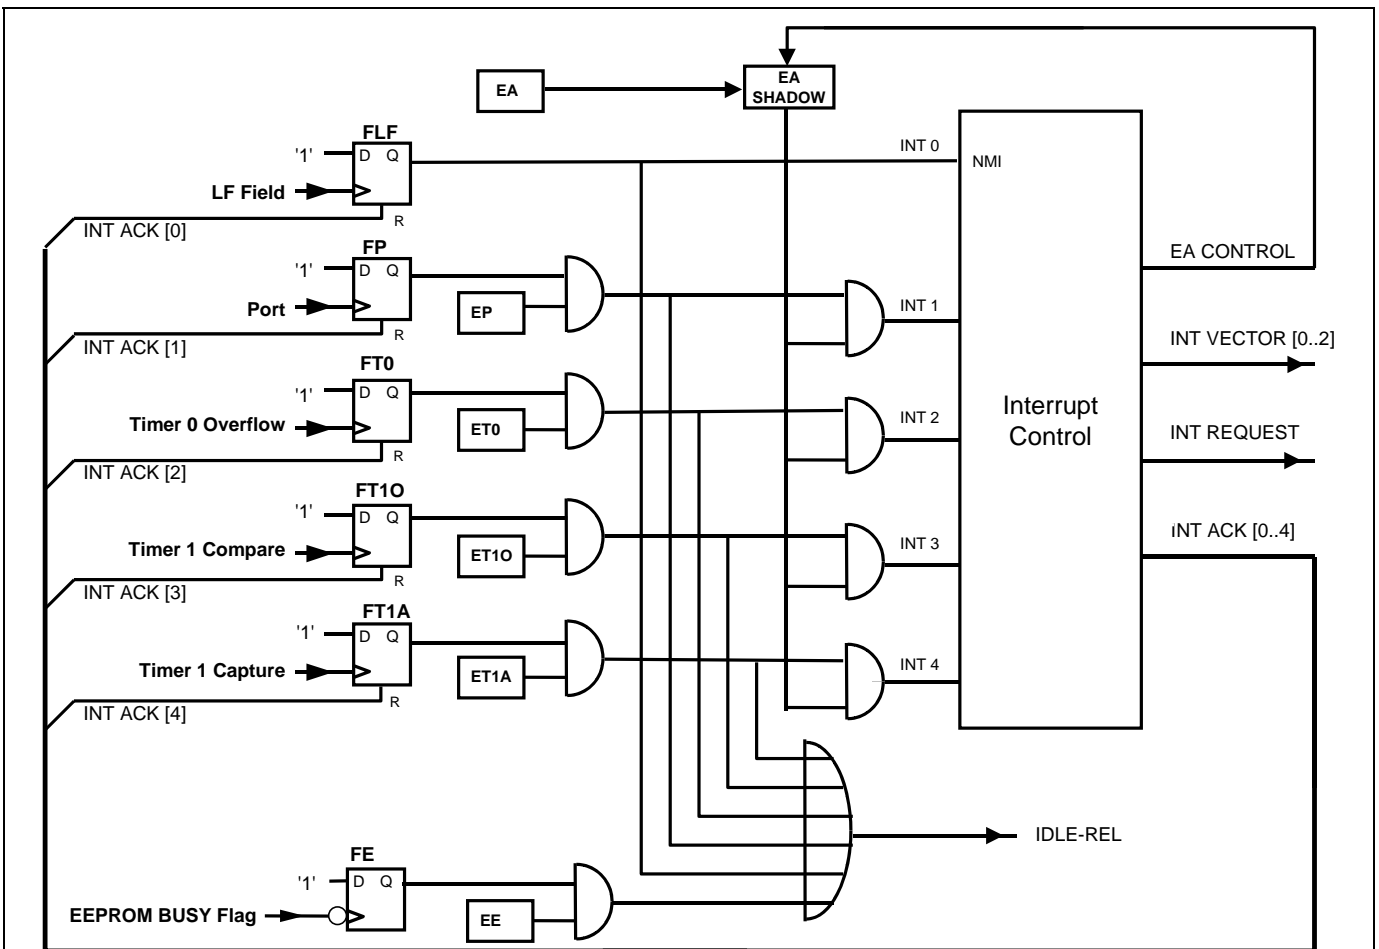 EA
EA
SHADOW
FLF
'1'
D Q
INT 0
NMI
LF Field
R
INT ACK [0]
FP
'1'
D Q
EA CONTROL
Port
EP
INT 1
R
INT ACK [1]
INT VECTOR [0..2]
FT0
'1'
D Q
Timer 0 Overflow
ET0
INT 2
Interrupt
Control
INT REQUEST
R
INT ACK [2]
FT1O
'1'
D Q
Timer 1 Compare
ET1O
INT 3
INT ACK [0..4]
R
INT ACK [3]
FT1A
'1'
D Q
Timer 1 Capture
ET1A
INT 4
R
INT ACK [4]
IDLE-REL
FE
'1'
D Q
EEPROM BUSY Flag
EE